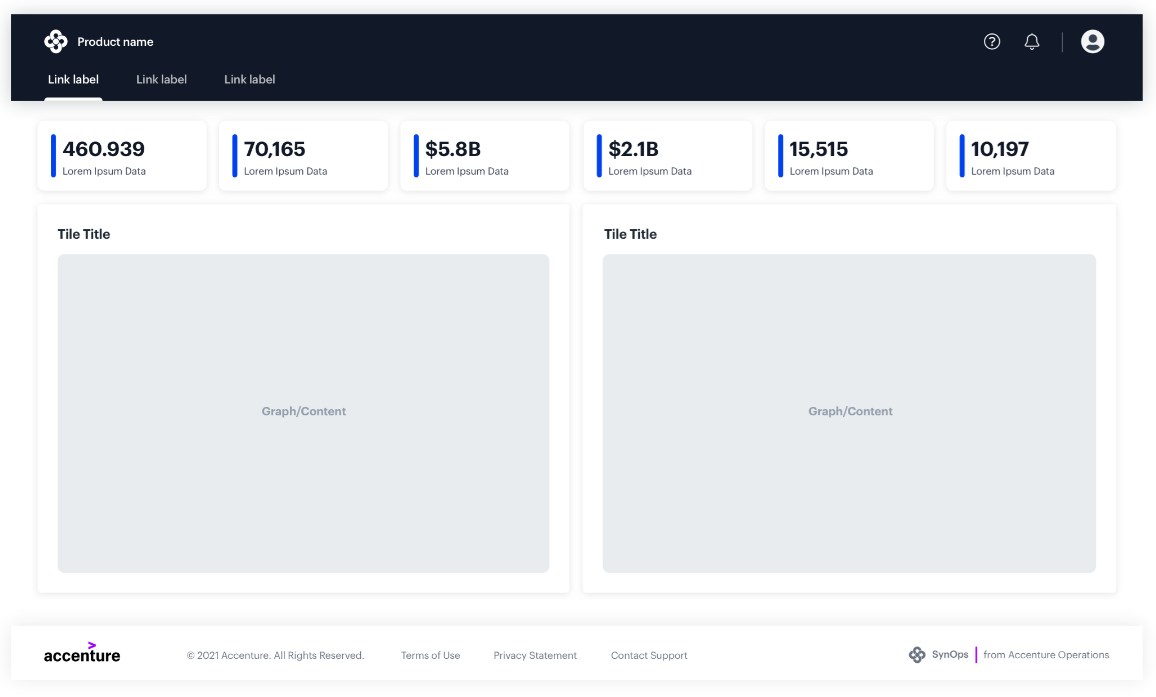 Product name
Link label Link label Link label
460.939 70,165 $5.8B $2.1B 15,515 10,197
Lorem Ipsum Data Lorem Ipsum Data Lorem Ipsum Data Lorem Ipsum Data Lorem Ipsum Data Lorem Ipsum Data
Tile Title Tile Title
Graph/Content Graph/Content
accenture © 2021 Accenture. All Rights Reserved. Terms of Use Privacy Statement Contact Support SynOps from Accenture Operations